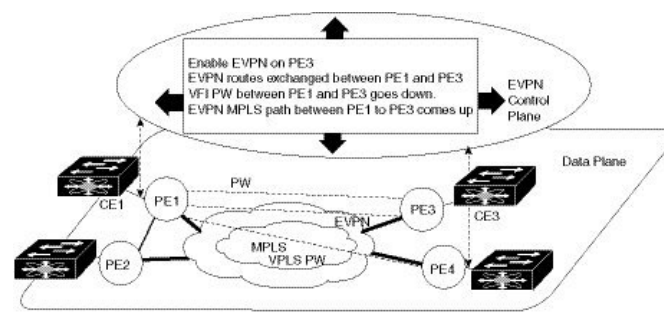 Enable EVPN on PE3
EVPN routes exchanged between PE1 and PE3
VFI PW between PE1 and PE3 goes down.
EVPN MPLS path between PE1 to PE3 comes up
EVPN
Control
Plane
Data Plane
CE1
PW
PE1
PE3
CE3
EVPN
MPLS
VPLS PW
PE2
PE4